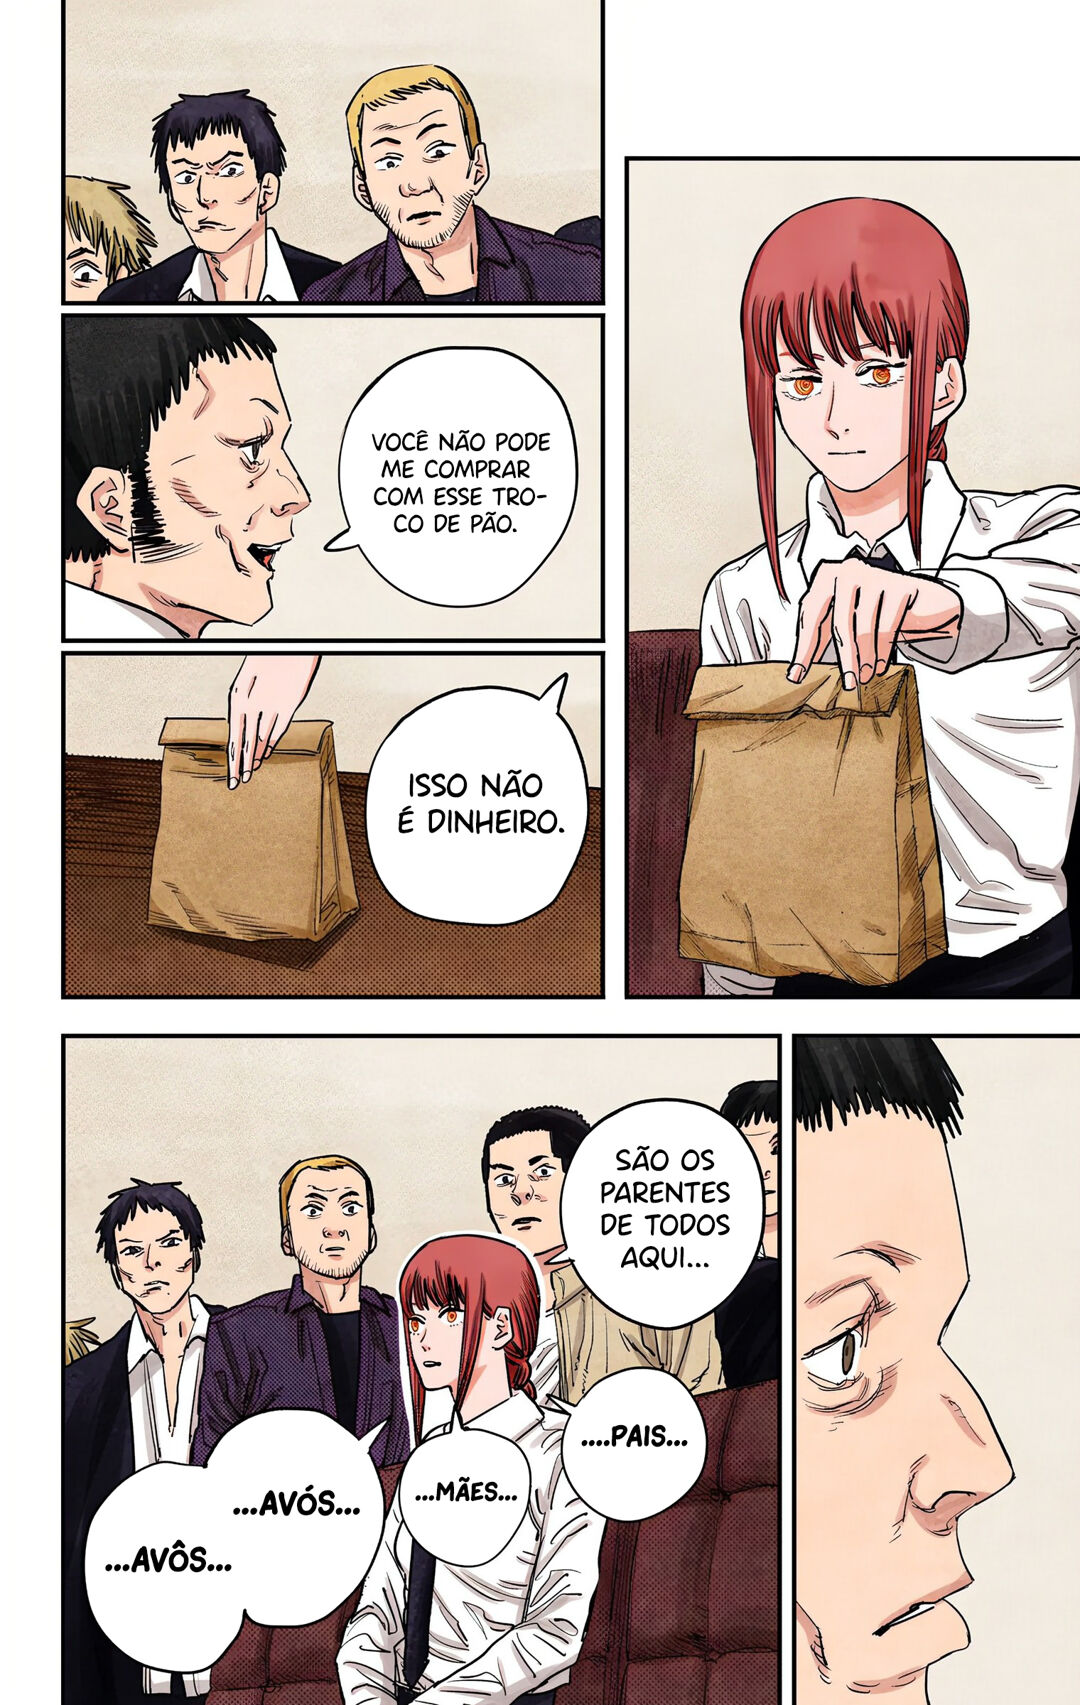 VOCÊ NÃO PODE
ME COMPRAR
COM ESSE TRO-
CO DE PÃO.
ISSO NÃO
É DINHEIRO.
SÃO OS
PARENTES
DE TODOS
AQUI...
....PAIS...
...MÃES...
...AVÓS...
...AVÔS...